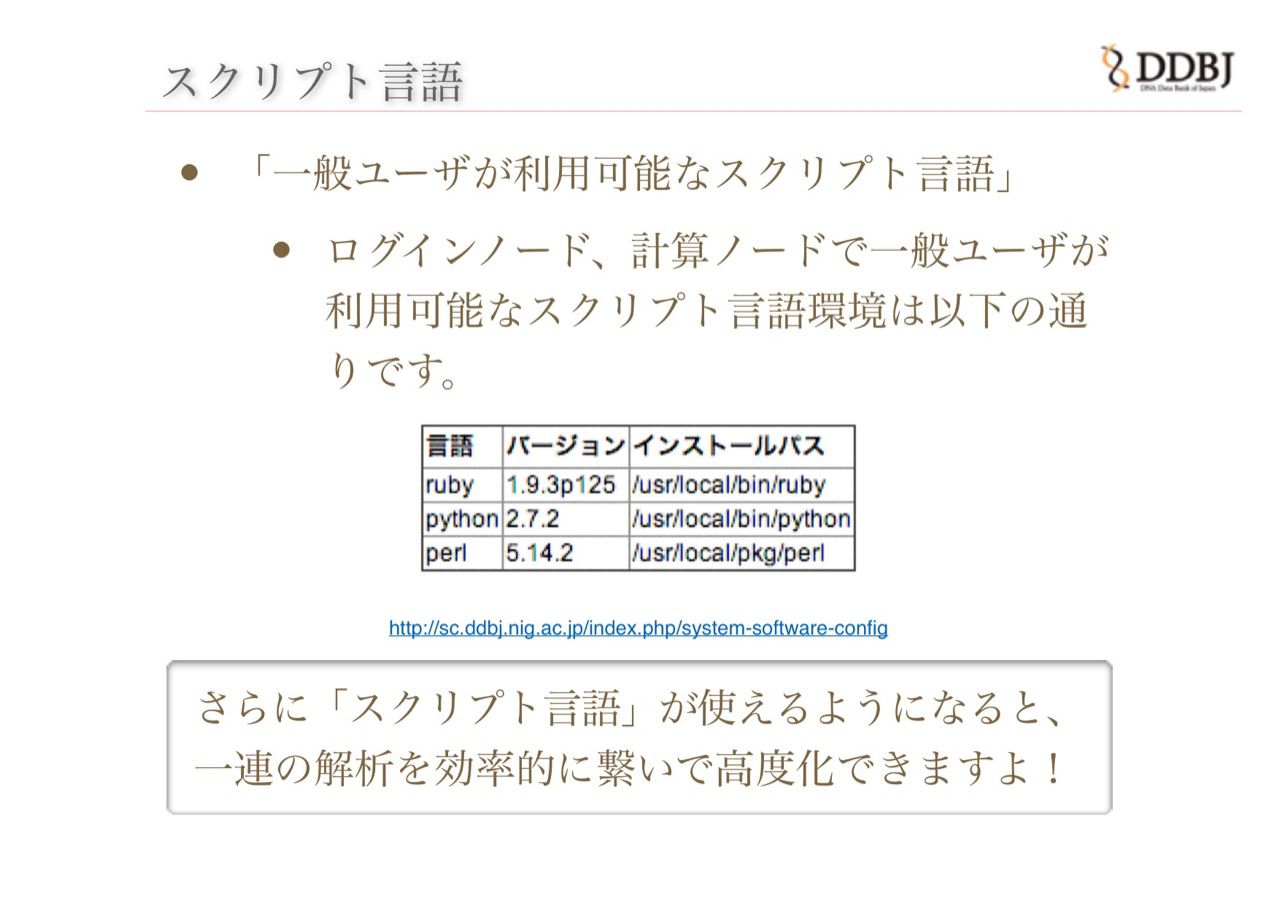 スクリプト言語
DDBJ
DNA Data Bank of Japan
• 「一般ユーザが利用可能なスクリプト言語」
• ログインノード、計算ノードで一般ユーザが
利用可能なスクリプト言語環境は以下の通
りです。
言語 バージョン インストールパス
ruby 1.9.3p125 /usr/local/bin/ruby
python 2.7.2 /usr/local/bin/python
perl 5.14.2 /usr/local/pkg/perl
http://sc.ddbj.nig.ac.jp/index.php/system-software-config
さらに「スクリプト言語」が使えるようになると、
一連の解析を効率的に繋いで高度化できますよ！